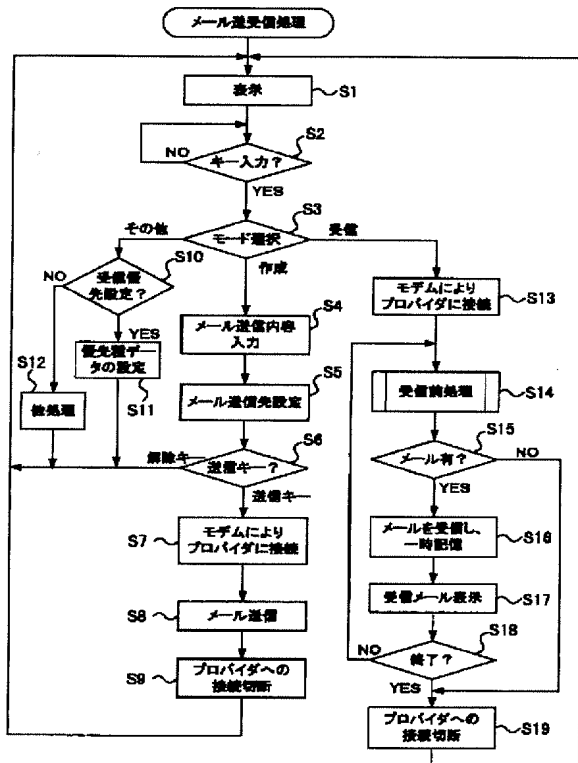 メール送受信処理
表示
S1
S2
キー入力？
NO
YES
S3
モード選択
その他
受信
作成
S10
受信優
先設定？
NO
YES
優先種デー
タの設定
S11
S12
他処理
S4
メール送信内容
入力
S5
メール送信先設定
S6
送信キー？
解除キー
送信キー
S7
モデムにより
プロバイダに接続
S8
メール送信
S9
プロバイダへの
接続切断
モデムにより
プロバイダに接続
S13
受信前処理
S14
S15
メール有？
NO
YES
メールを受信し、
一時記憶
S16
受信メール表示
S17
S18
終了？
NO
YES
プロバイダへの
接続切断
S19